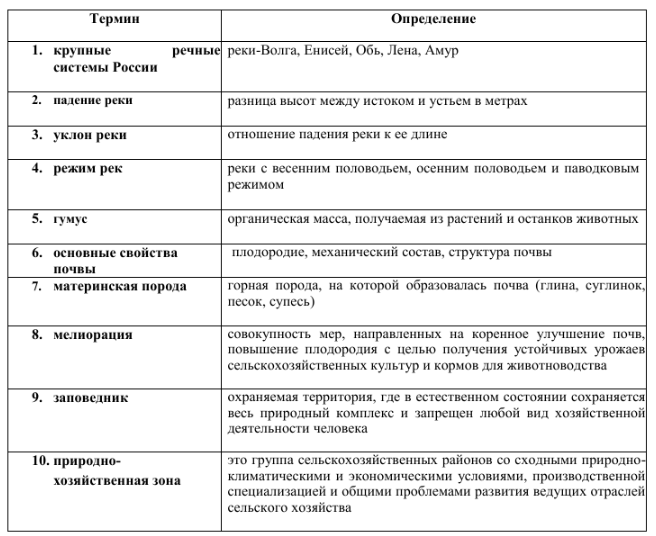 Термин Определение
1. крупные речные реки-Волга, Енисей, Обь, Лена, Амур
системы России
2. падение реки разница высот между истоком и устьем в метрах
3. уклон реки отношение падения реки к ее длине
4. режим рек реки с весенним половодьем, осенним половодьем и паводковым
режимом
5. гумус органическая масса, получаемая из растений и останков животных
6. основные свойства плодородие, механический состав, структура почвы
почвы
7. материнская порода горная порода, на которой образовалась почва (глина, суглинок,
песок, супесь)
8. мелиорация совокупность мер, направленных на коренное улучшение почв,
повышение плодородия с целью получения устойчивых урожаев
сельскохозяйственных культур и кормов для животноводства
9. заповедник охраняемая территория, где в естественном состоянии сохраняется
весь природный комплекс и запрещен любой вид хозяйственной
деятельности человека
10. природно- это группа сельскохозяйственных районов со сходными природно-
хозяйственная зона климатическими и экономическими условиями, производственной
специализацией и общими проблемами развития ведущих отраслей
сельского хозяйства